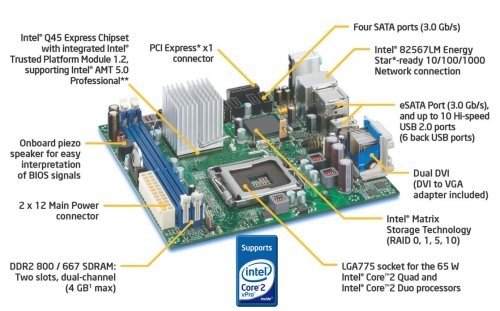 Intel® Q45 Express Chipset
with integrated Intel®
Trusted Platform Module 1.2,
supporting Intel® AMT 5.0
Professional**
PCI Express* x1
connector
Four SATA ports (3.0 Gb/s)
Intel® 82567LM Energy
Star*-ready 10/100/1000
Network connection
eSATA Port (3.0 Gb/s),
and up to 10 Hi-speed
USB 2.0 ports
(6 back USB ports)
Onboard piezo
speaker for easy
interpretation
of BIOS signals
Dual DVI
(DVI to VGA
adapter included)
2 x 12 Main Power
connector
Intel® Matrix
Storage Technology
(RAID 0, 1, 5, 10)
DDR2 800 / 667 SDRAM:
Two slots, dual-channel
(4 GB¹ max)
Supports
intel®
Core™2
vPro™
inside™
LGA775 socket for the 65 W
Intel® Core™2 Quad and
Intel® Core™2 Duo processors